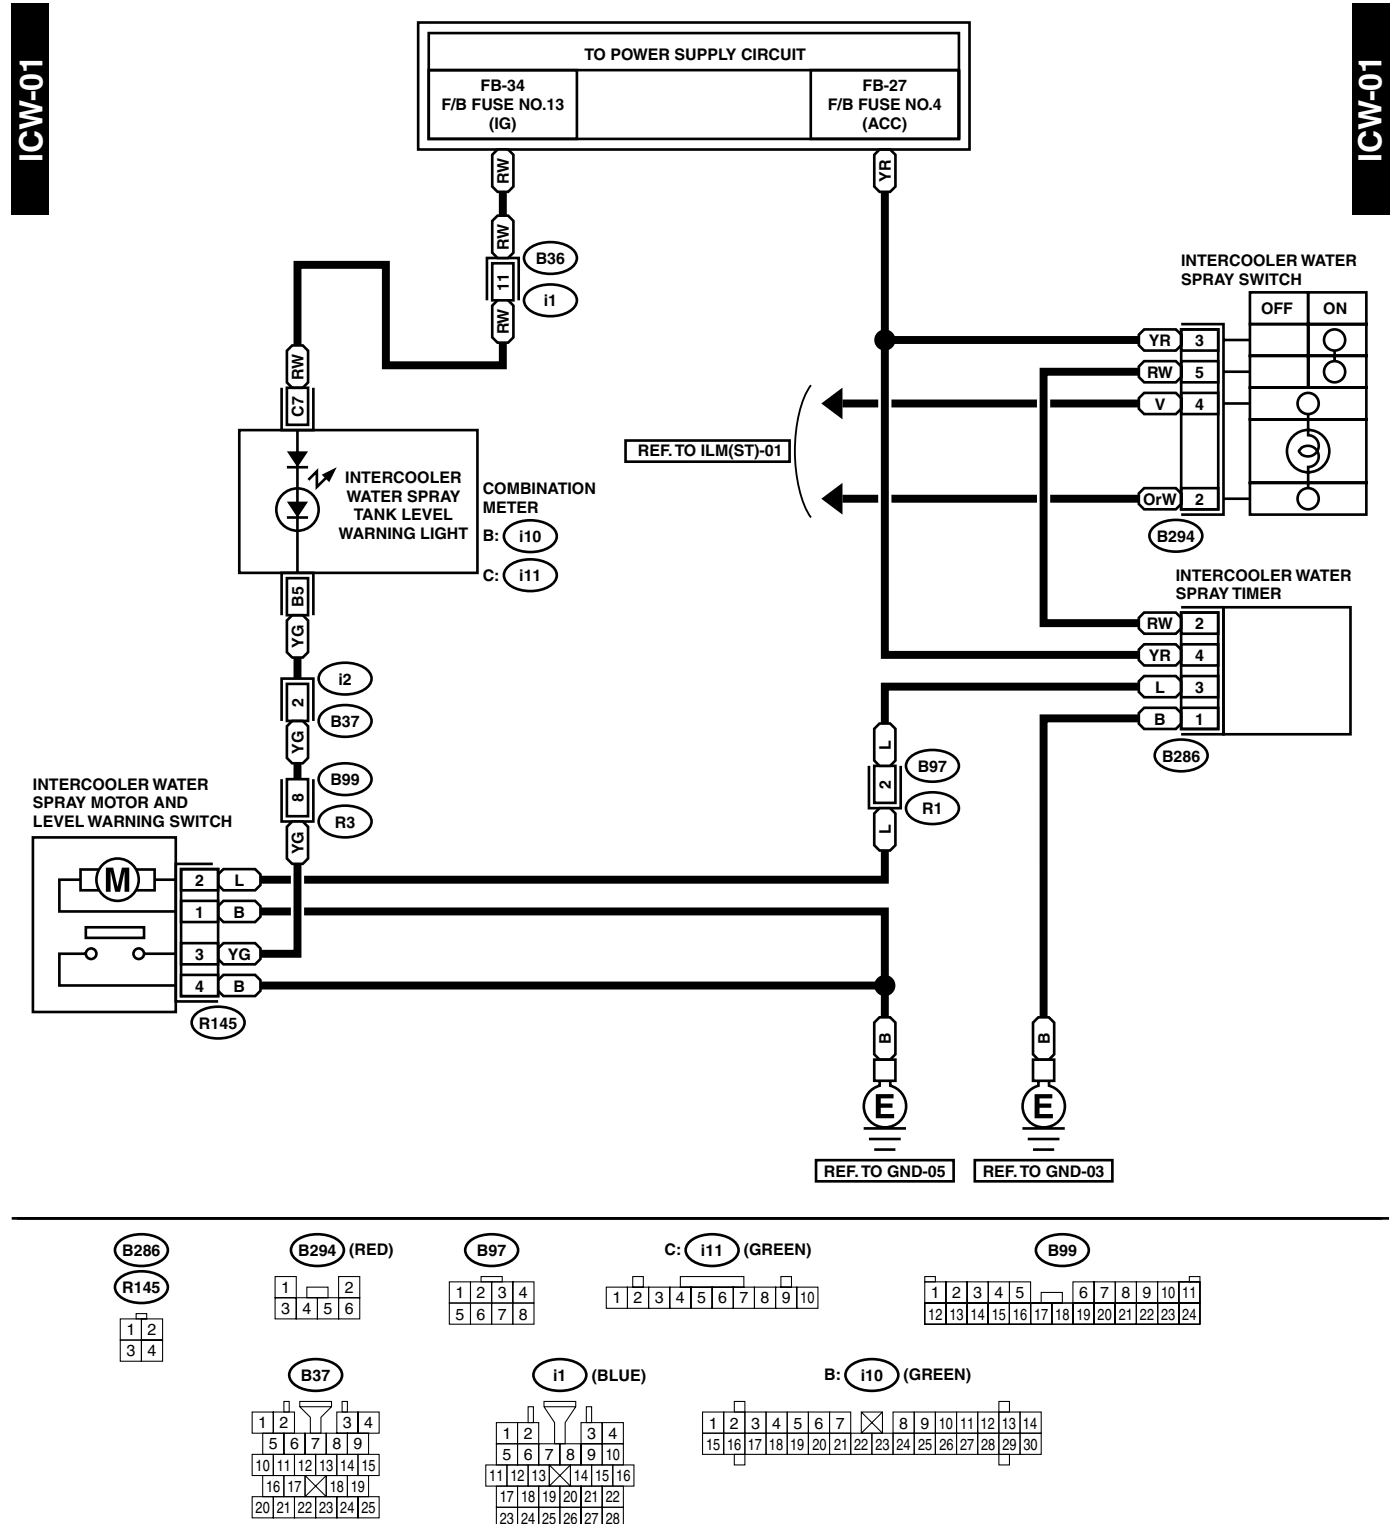 ICW-01
ICW-01
TO POWER SUPPLY CIRCUIT
FB-34
F/B FUSE NO.13
(IG)
FB-27
F/B FUSE NO.4
(ACC)
RW
YR
RW
B36
11
i1
RW
INTERCOOLER WATER
SPRAY SWITCH
OFF ON
YR 3
RW 5
V 4
OrW 2
B294
REF. TO ILM(ST)-01
RW
C7
INTERCOOLER
WATER SPRAY
TANK LEVEL
WARNING LIGHT
COMBINATION
METER
B: i10
C: i11
B5
YG
i2
2
B37
YG
B99
8
R3
YG
INTERCOOLER WATER
SPRAY TIMER
RW 2
YR 4
L 3
B 1
B286
L
B97
2
R1
L
INTERCOOLER WATER
SPRAY MOTOR AND
LEVEL WARNING SWITCH
M
2 L
1 B
3 YG
4 B
R145
B
B
E
E
REF. TO GND-05
REF. TO GND-03
B286
R145
1 2
3 4
B294 (RED)
1 2
3 4 5 6
B97
1 2 3 4
5 6 7 8
C: i11 (GREEN)
1 2 3 4 5 6 7 8 9 10
B99
1 2 3 4 5 6 7 8 9 10 11
12 13 14 15 16 17 18 19 20 21 22 23 24
B37
1 2 3 4
5 6 7 8 9
10 11 12 13 14 15
16 17 18 19
20 21 22 23 24 25
i1 (BLUE)
1 2 3 4
5 6 7 8 9 10
11 12 13 14 15 16
17 18 19 20 21 22
23 24 25 26 27 28
B: i10 (GREEN)
1 2 3 4 5 6 7 8 9 10 11 12 13 14
15 16 17 18 19 20 21 22 23 24 25 26 27 28 29 30